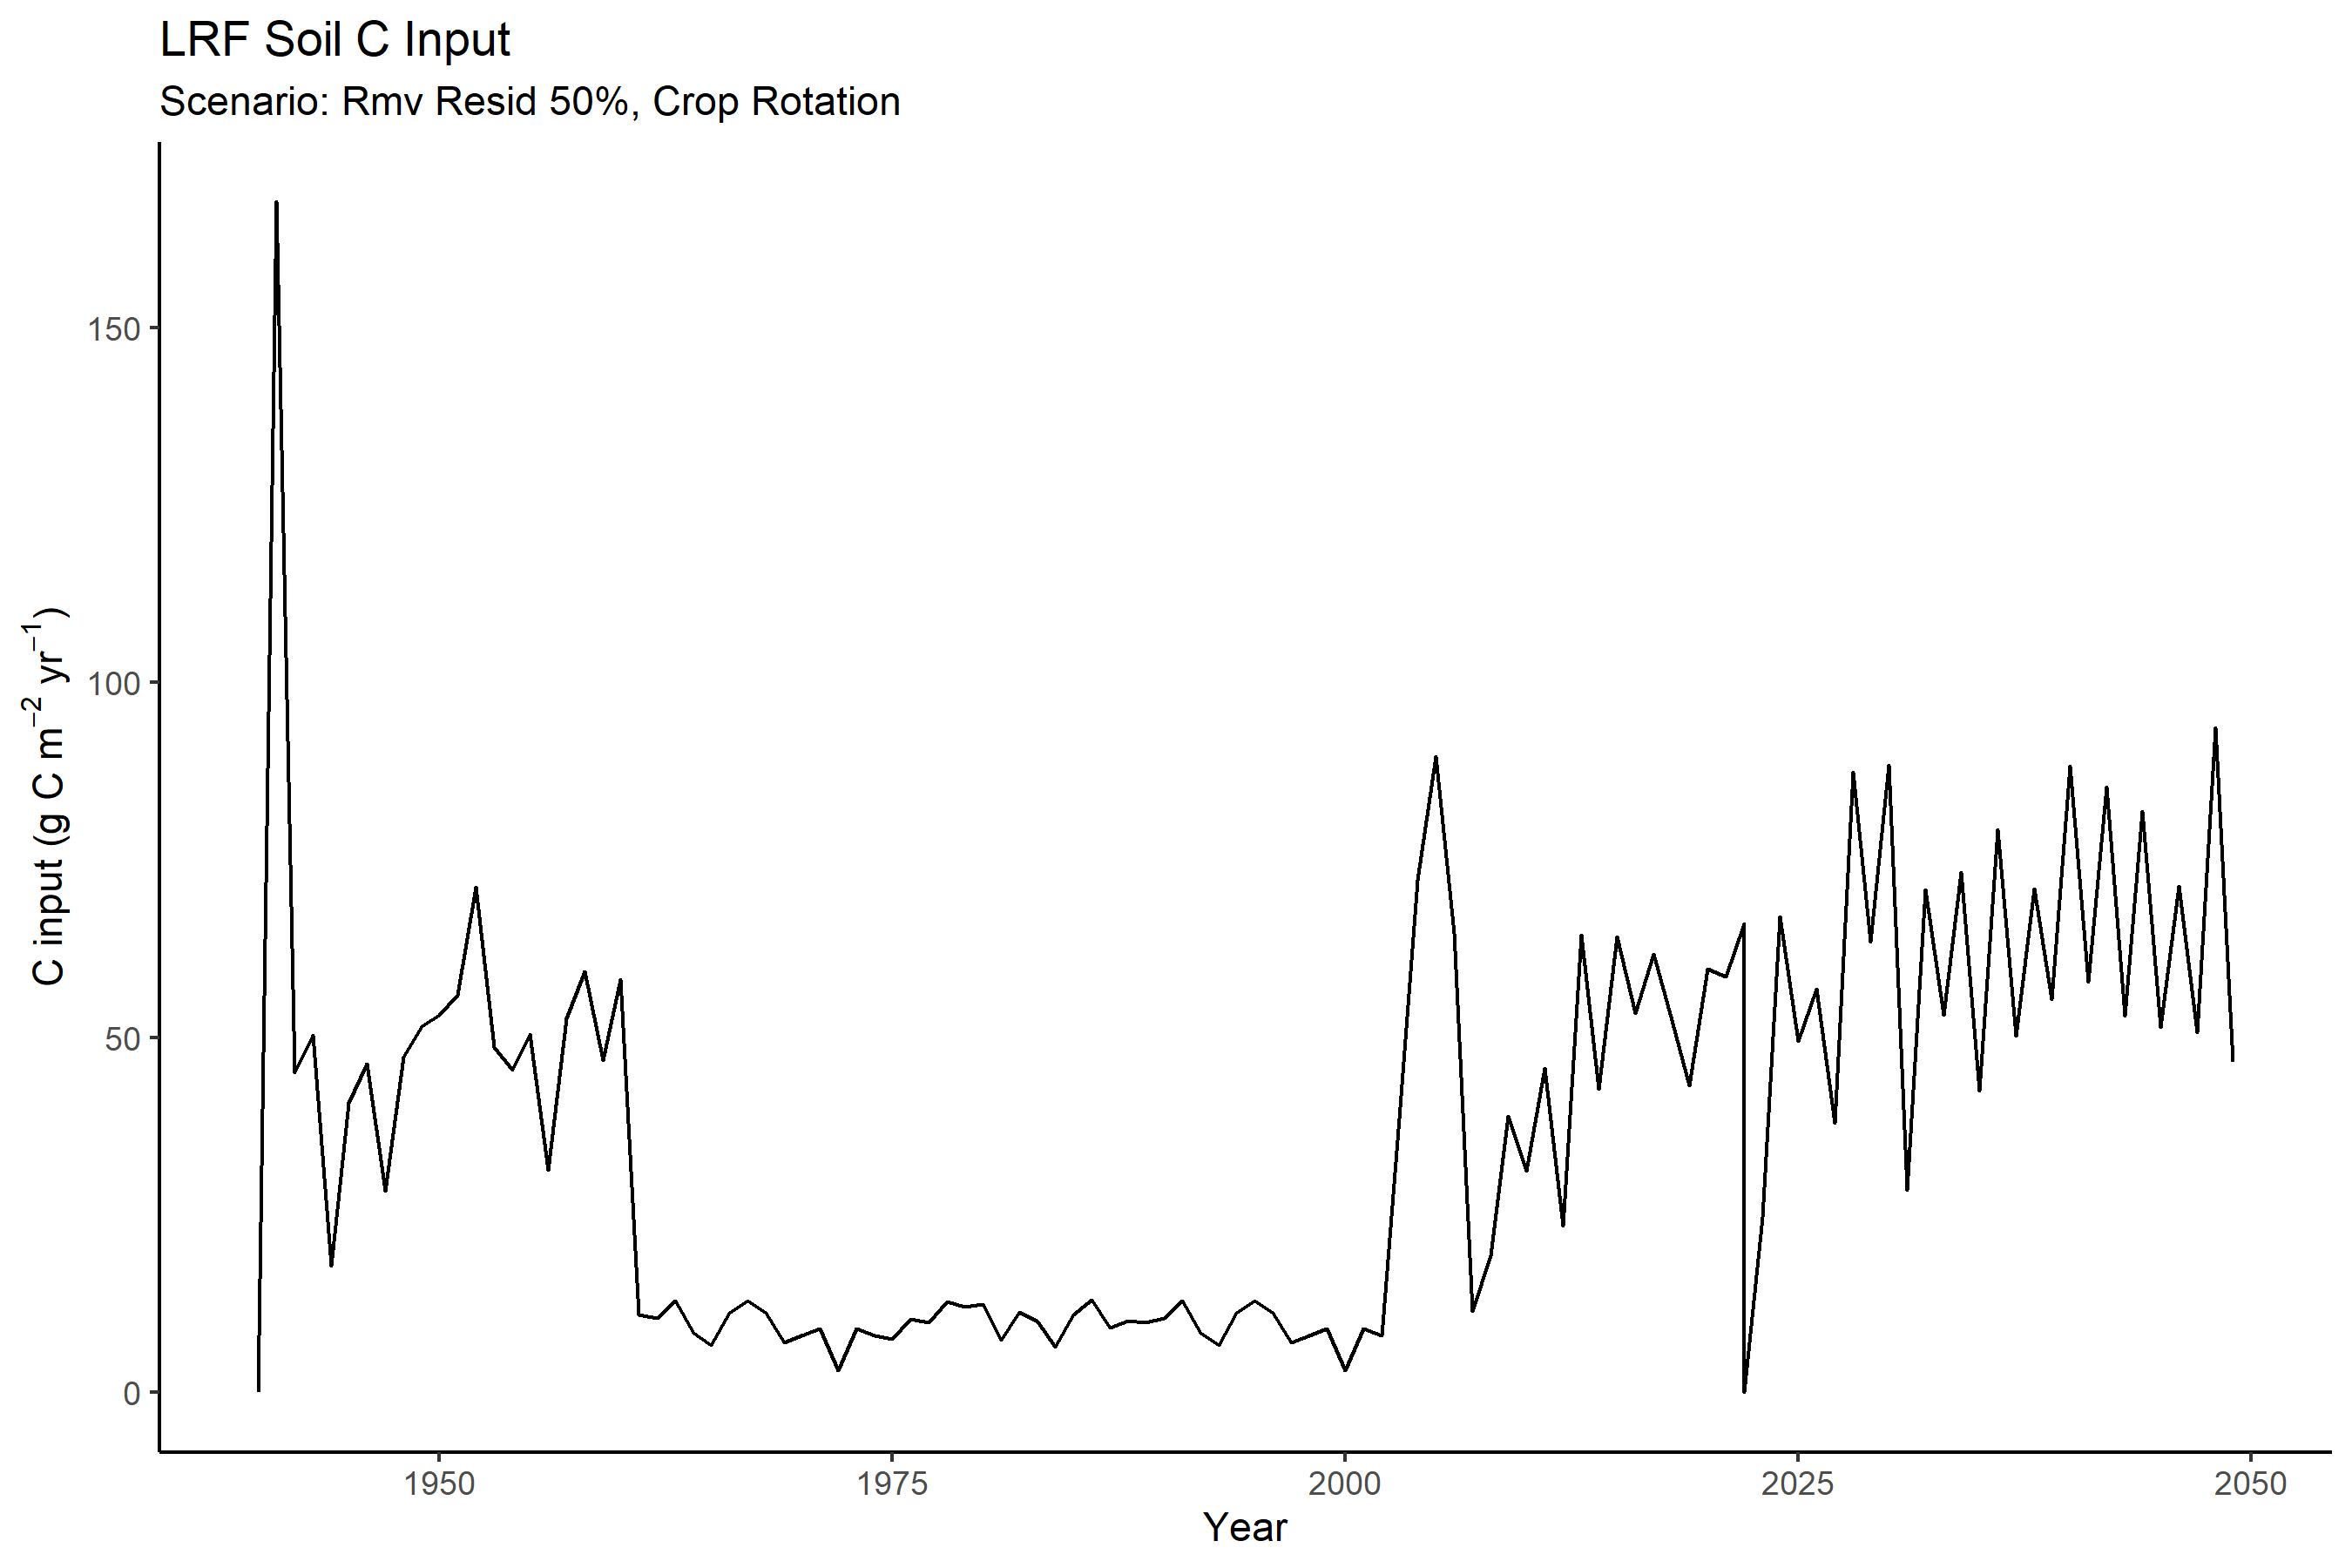 LRF Soil C Input
Scenario: Rmv Resid 50%, Crop Rotation
C input (g C m⁻² yr⁻¹)
150
100
50
0
1950 1975 2000 2025 2050
Year